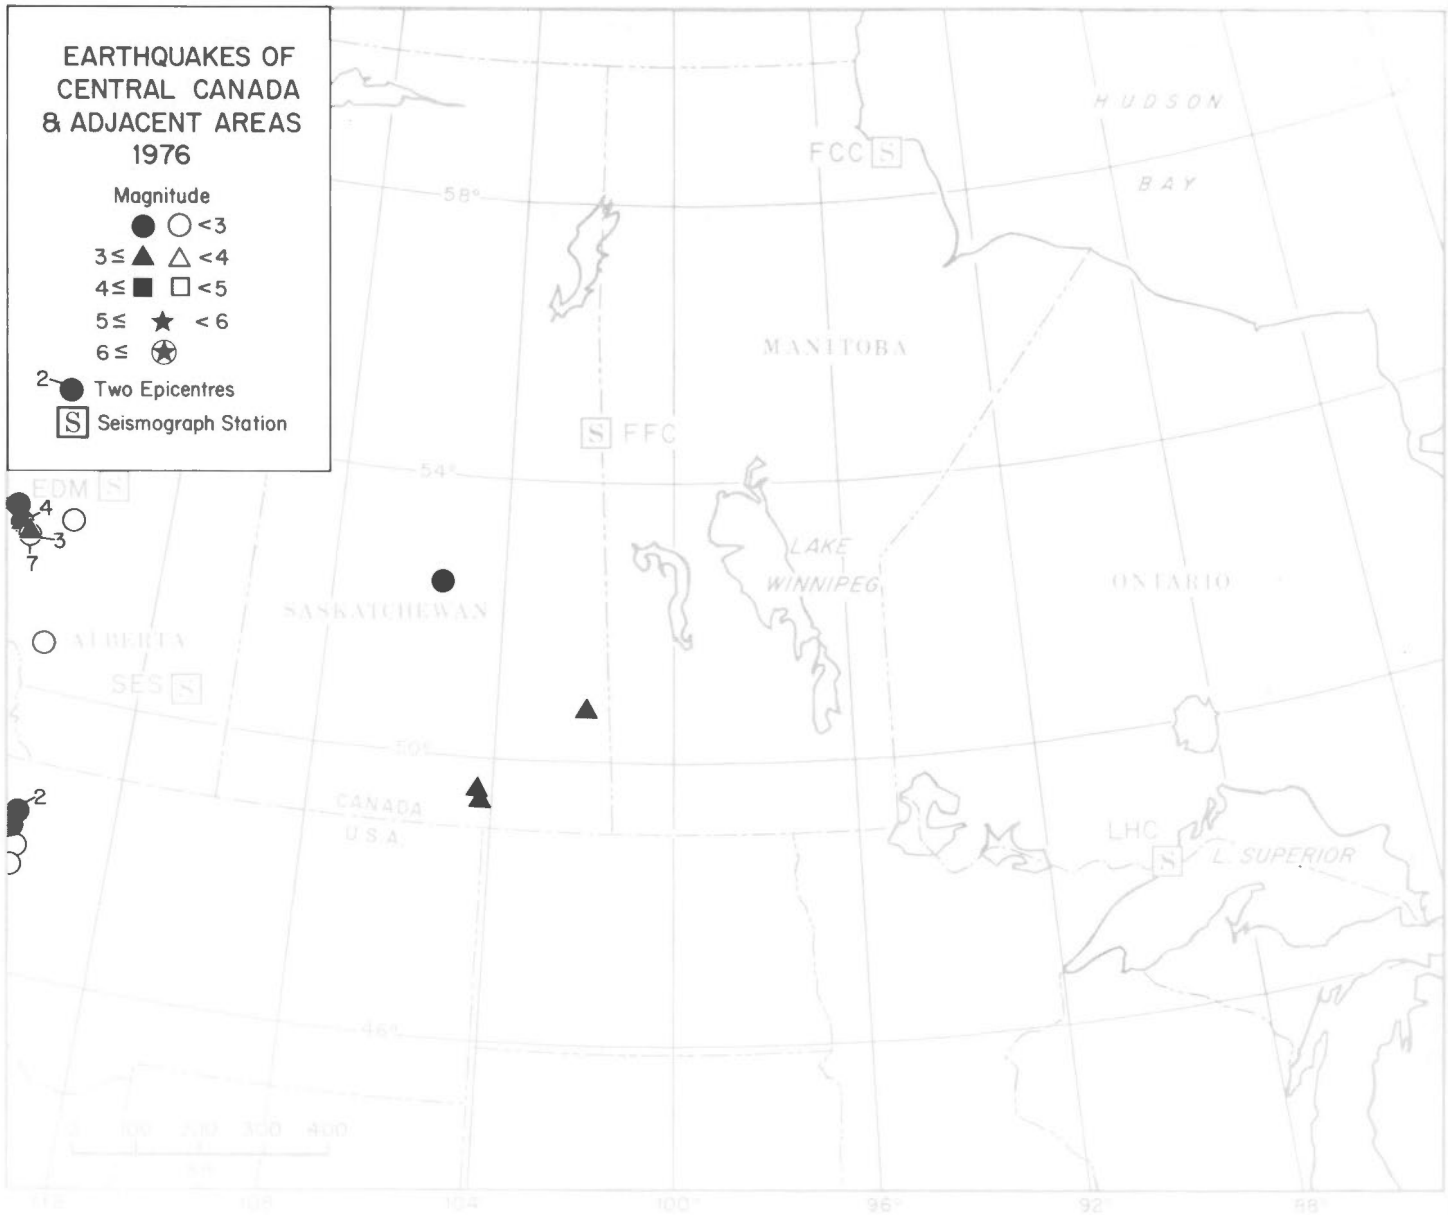 EARTHQUAKES OF
CENTRAL CANADA
& ADJACENT AREAS
1976
Magnitude
<3
3≤ <4
4≤ <5
5≤ <6
6≤
2 Two Epicentres
S Seismograph Station
HUDSON
BAY
FCC S
58°
MANITOBA
S FFC
54°
EDM S
4
3
7
LAKE
WINNIPEG
ONTARIO
SASKATCHEWAN
ALBERTA
SES S
50°
2
CANADA
U.S.A.
LHC
S
L. SUPERIOR
46°
100 200 300 400
108 104 100° 96° 92° 88°